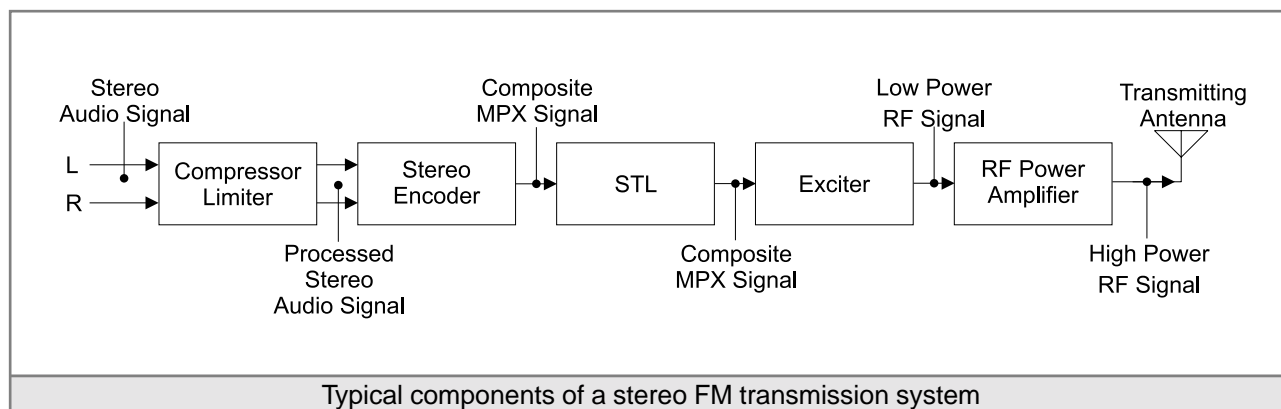 Stereo
Audio Signal
L
R
Compressor
Limiter
Processed
Stereo
Audio Signal
Stereo
Encoder
Composite
MPX Signal
STL
Composite
MPX Signal
Exciter
Low Power
RF Signal
RF Power
Amplifier
High Power
RF Signal
Transmitting
Antenna
Typical components of a stereo FM transmission system